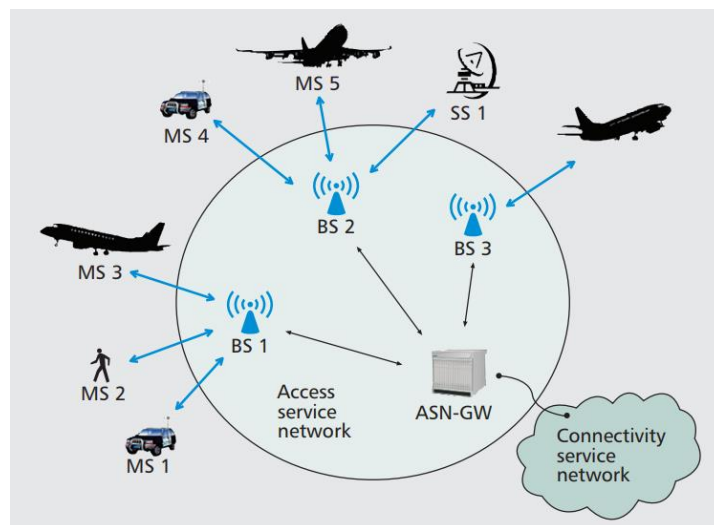 MS 5
SS 1
MS 4
BS 2
BS 3
MS 3
BS 1
MS 2
Access
service
network
ASN-GW
MS 1
Connectivity
service
network